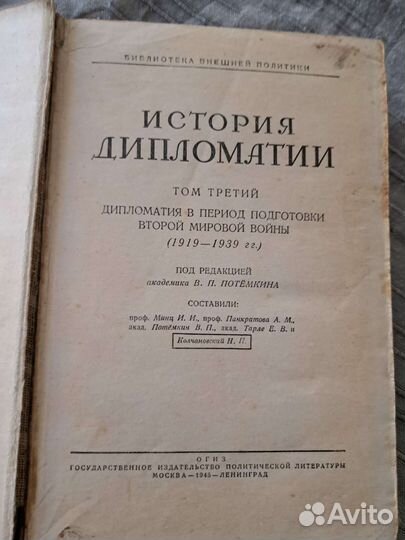 БИБЛИОТЕКА ВНЕШНЕЙ ПОЛИТИКИ
ИСТОРИЯ
ДИПЛОМАТИИ
ТОМ ТРЕТИЙ
ДИПЛОМАТИЯ В ПЕРИОД ПОДГОТОВКИ
ВТОРОЙ МИРОВОЙ ВОЙНЫ
(1919—1939 гг.)
ПОД РЕДАКЦИЕЙ
академика В. П. ПОТЁМКИНА
СОСТАВИЛИ:
проф. Минц И. И., проф. Панкратова А. М.,
акад. Потёмкин В. П., акад. Тарле Е. В. и
Колчановский Н. П.
ОГИЗ
ГОСУДАРСТВЕННОЕ ИЗДАТЕЛЬСТВО ПОЛИТИЧЕСКОЙ ЛИТЕРАТУРЫ
МОСКВА—1945—ЛЕНИНГРАД
Avito